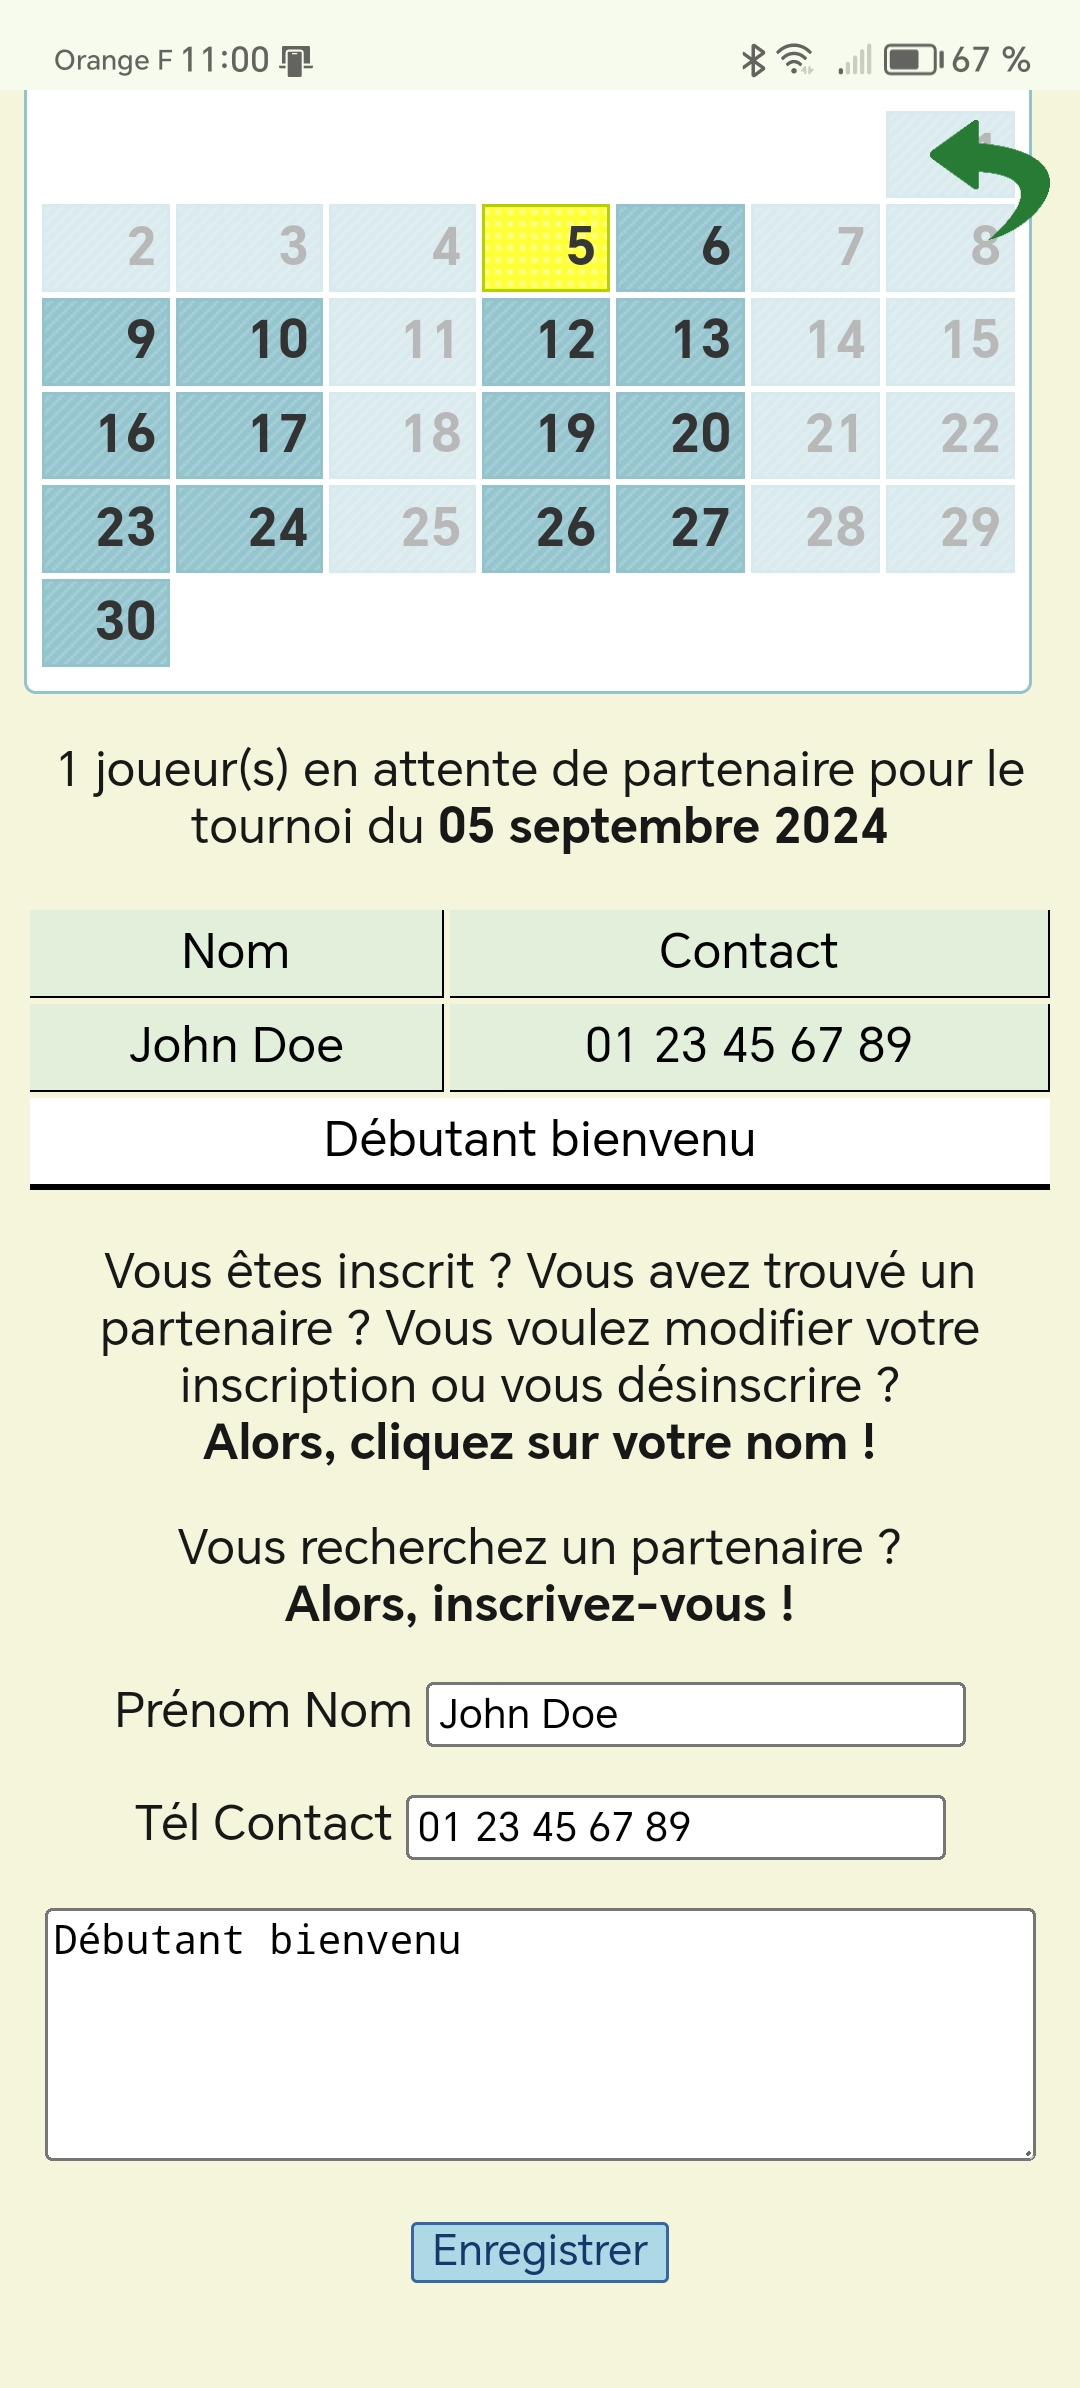 Orange F 11:00 67 %
1
2 3 4 5 6 7 8
9 10 11 12 13 14 15
16 17 18 19 20 21 22
23 24 25 26 27 28 29
30
1 joueur(s) en attente de partenaire pour le
tournoi du 05 septembre 2024
Nom Contact
John Doe 01 23 45 67 89
Débutant bienvenu
Vous êtes inscrit ? Vous avez trouvé un
partenaire ? Vous voulez modifier votre
inscription ou vous désinscrire ?
Alors, cliquez sur votre nom !
Vous recherchez un partenaire ?
Alors, inscrivez-vous !
Prénom Nom John Doe
Tél Contact 01 23 45 67 89
Débutant bienvenu
Enregistrer